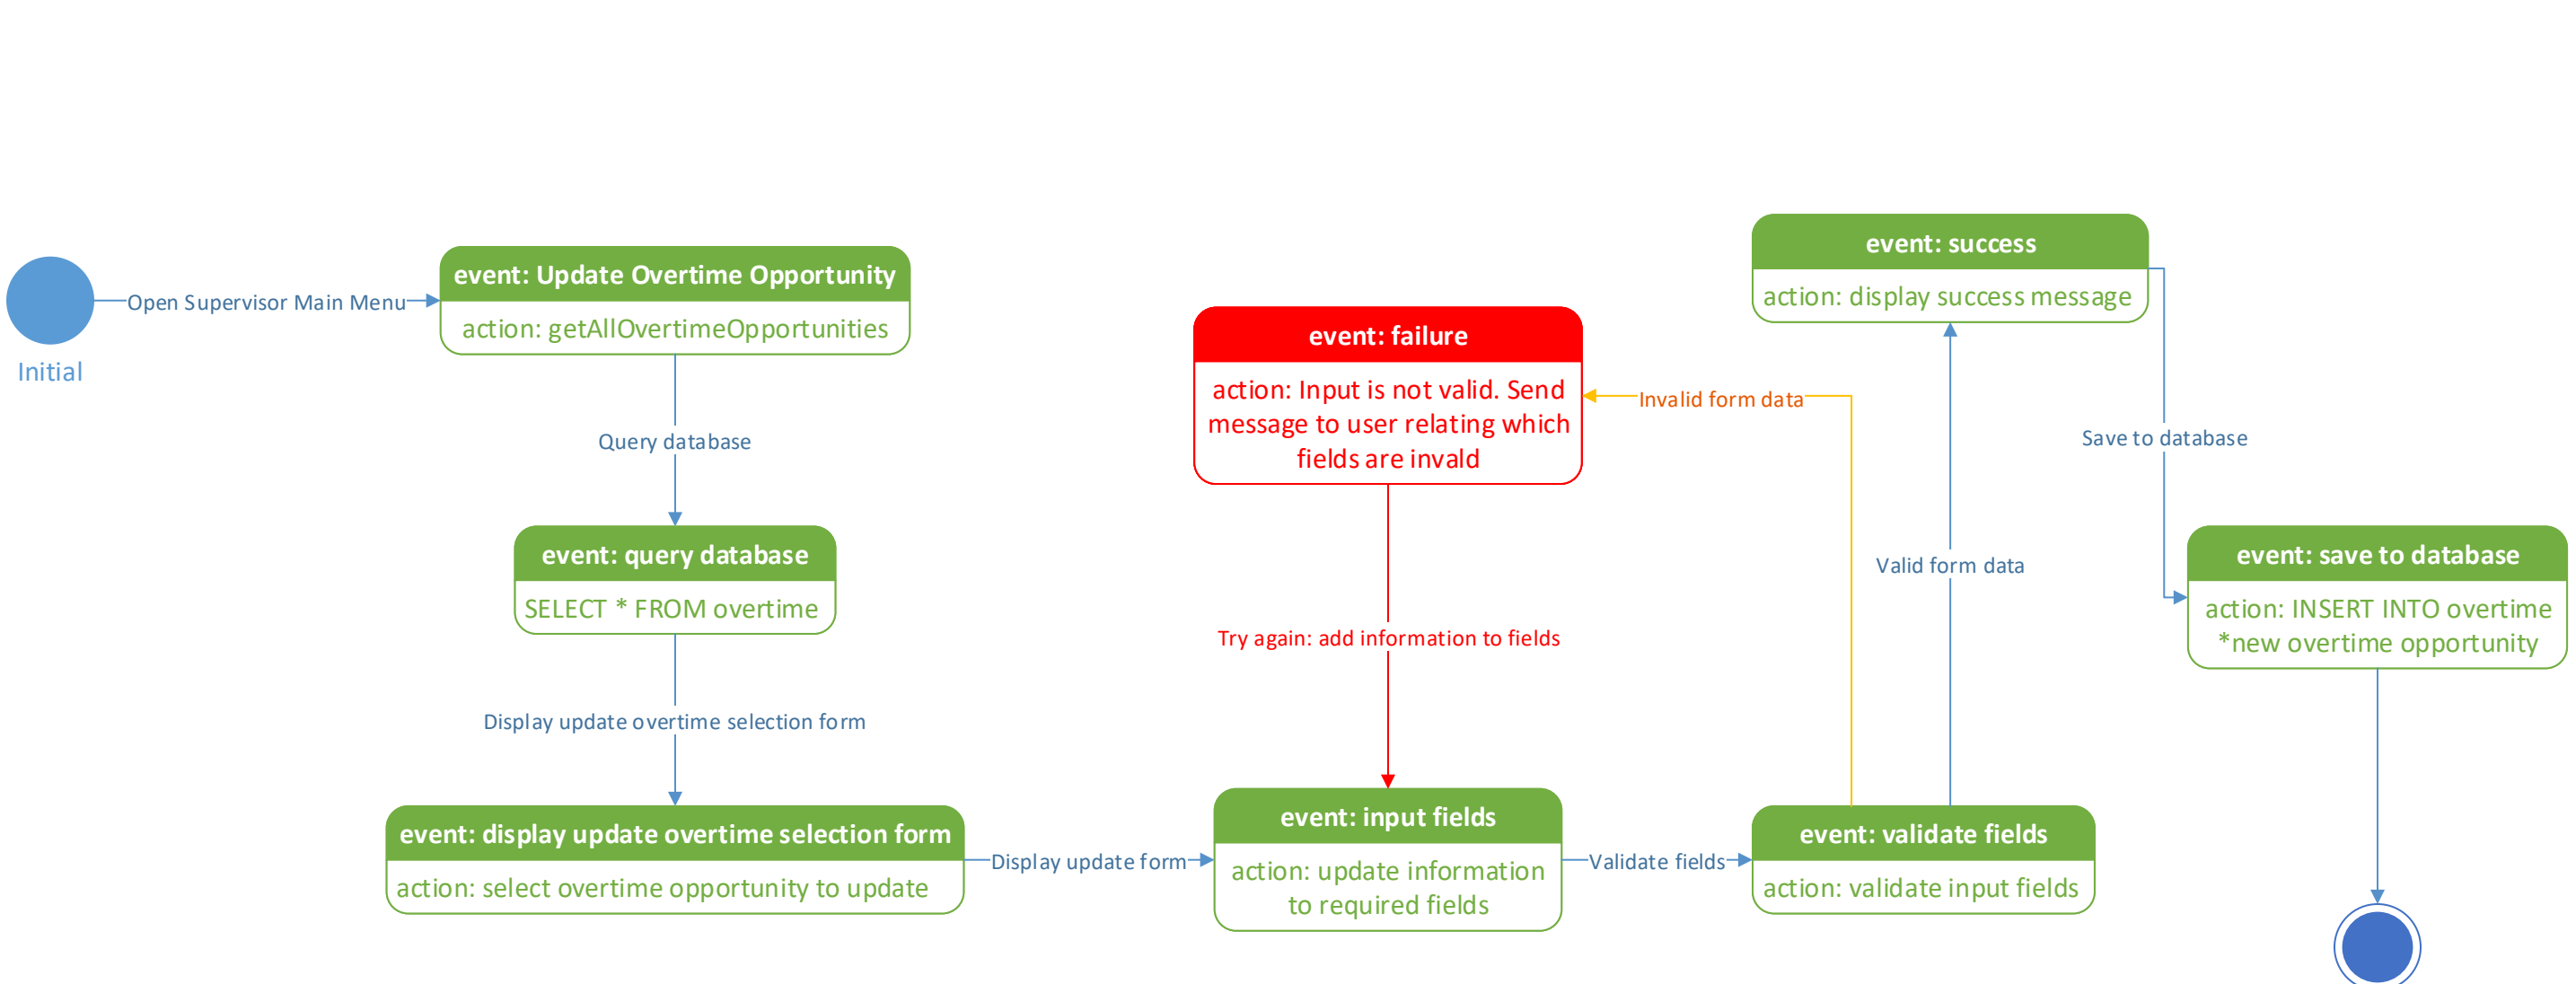 Initial
Open Supervisor Main Menu
event: Update Overtime Opportunity
action: getAllOvertimeOpportunities
Query database
event: query database
SELECT * FROM overtime
Display update overtime selection form
event: display update overtime selection form
action: select overtime opportunity to update
Display update form
event: failure
action: Input is not valid. Send
message to user relating which
fields are invald
Try again: add information to fields
event: input fields
action: update information
to required fields
Validate fields
event: validate fields
action: validate input fields
Invalid form data
Valid form data
event: success
action: display success message
Save to database
event: save to database
action: INSERT INTO overtime
*new overtime opportunity